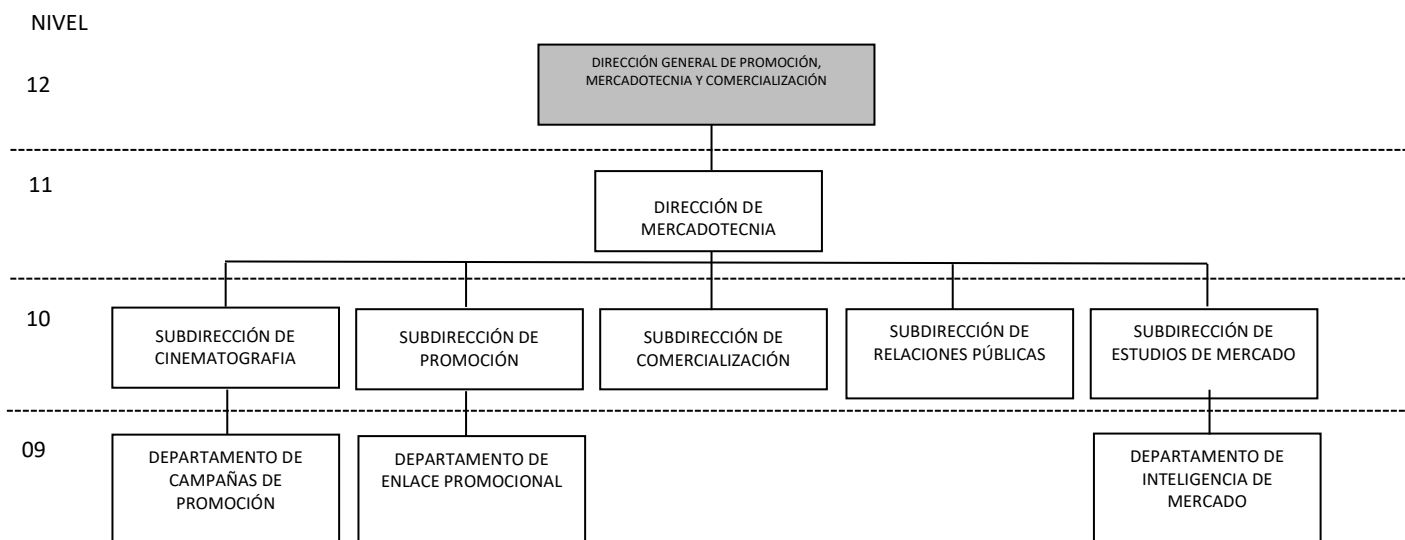 NIVEL
12
DIRECCIÓN GENERAL DE PROMOCIÓN,
MERCADOTECNIA Y COMERCIALIZACIÓN
11
DIRECCIÓN DE
MERCADOTECNIA
10
SUBDIRECCIÓN DE
CINEMATOGRAFIA
SUBDIRECCIÓN DE
PROMOCIÓN
SUBDIRECCIÓN DE
COMERCIALIZACIÓN
SUBDIRECCIÓN DE
RELACIONES PÚBLICAS
SUBDIRECCIÓN DE
ESTUDIOS DE MERCADO
09
DEPARTAMENTO DE
CAMPAÑAS DE
PROMOCIÓN
DEPARTAMENTO DE
ENLACE PROMOCIONAL
DEPARTAMENTO DE
INTELIGENCIA DE
MERCADO